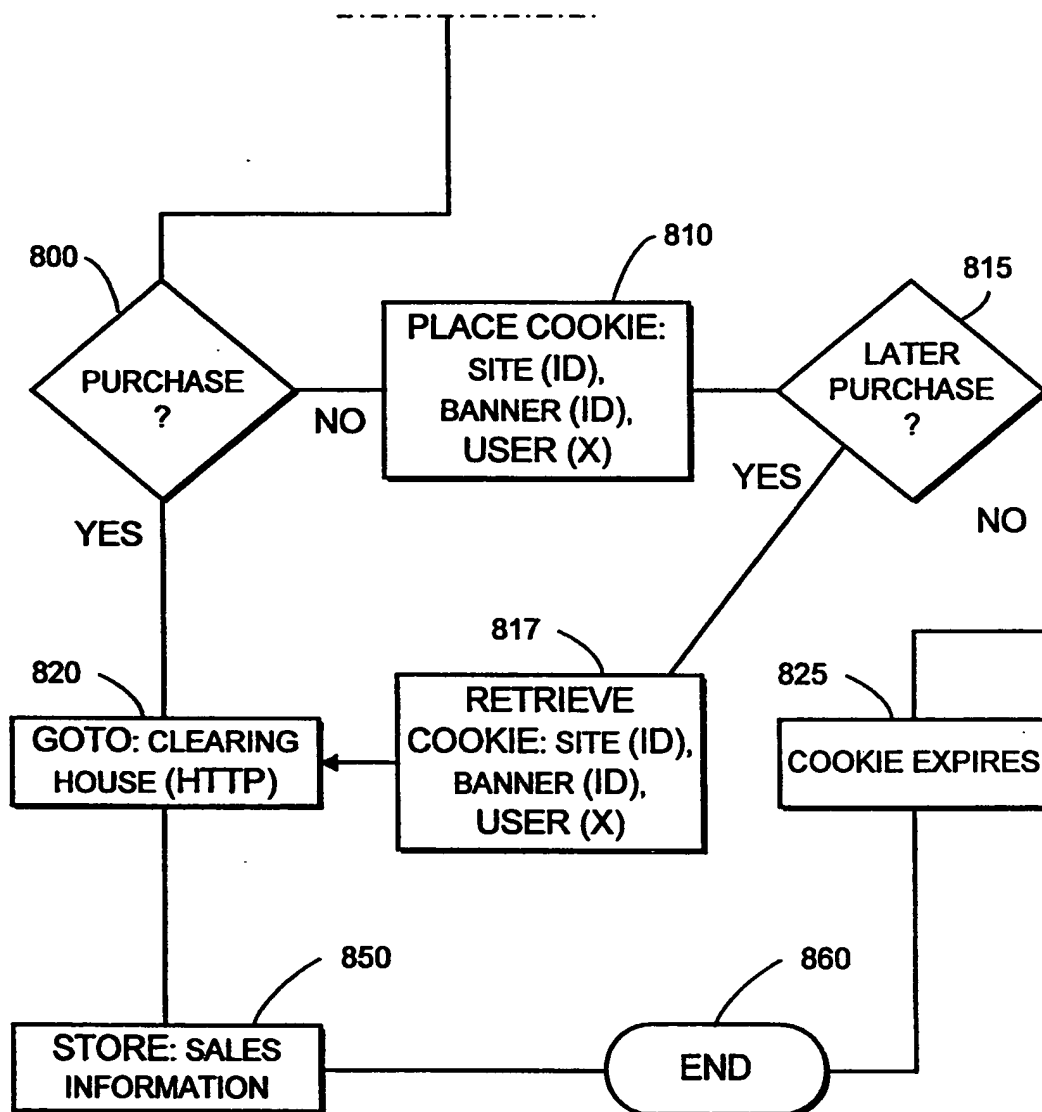 800
PURCHASE
?
NO
YES
810
PLACE COOKIE:
SITE (ID),
BANNER (ID),
USER (X)
815
LATER
PURCHASE
?
YES
NO
817
RETRIEVE
COOKIE: SITE (ID),
BANNER (ID),
USER (X)
820
GOTO: CLEARING
HOUSE (HTTP)
825
COOKIE EXPIRES
850
STORE: SALES
INFORMATION
860
END